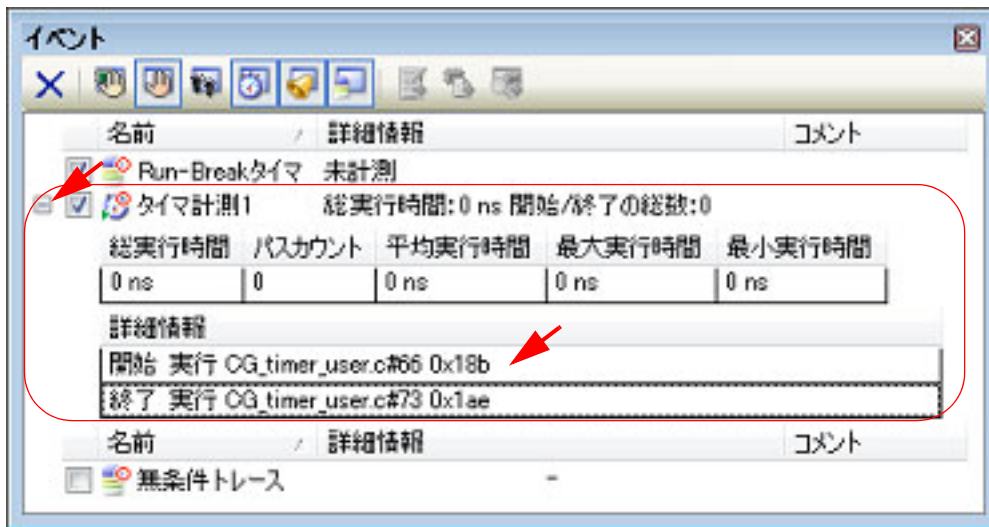 イベント
名前 詳細情報 コメント
Run-Breakタイマ 未計測
タイマ計測1 総実行時間:0 ns 開始/終了の総数:0
総実行時間 パスカウント 平均実行時間 最大実行時間 最小実行時間
0 ns 0 0 ns 0 ns 0 ns
詳細情報
開始 実行 CG_timer_user.c#66 0x18b
終了 実行 CG_timer_user.c#73 0x1ae
名前 詳細情報 コメント
無条件トレース -